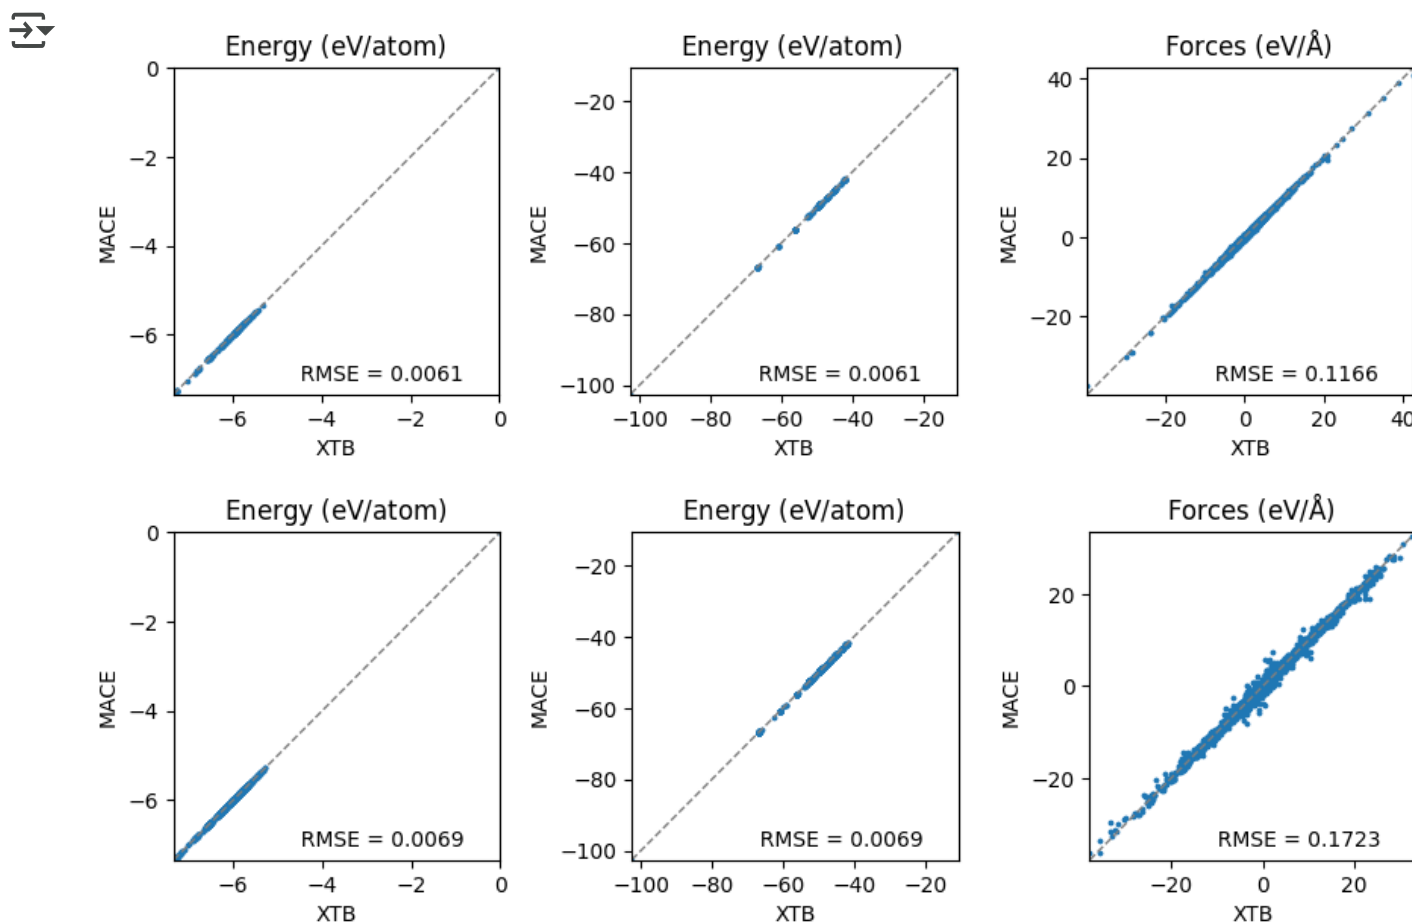 Energy (eV/atom)
0
−2
−4
−6
MACE
RMSE = 0.0061
−6 −4 −2 0
XTB
Energy (eV/atom)
−20
−40
−60
−80
−100
MACE
RMSE = 0.0061
−100 −80 −60 −40 −20
XTB
Forces (eV/Å)
40
20
0
−20
MACE
RMSE = 0.1166
−20 0 20 40
XTB
Energy (eV/atom)
0
−2
−4
−6
MACE
RMSE = 0.0069
−6 −4 −2 0
XTB
Energy (eV/atom)
−20
−40
−60
−80
−100
MACE
RMSE = 0.0069
−100 −80 −60 −40 −20
XTB
Forces (eV/Å)
20
0
−20
MACE
RMSE = 0.1723
−20 0 20
XTB